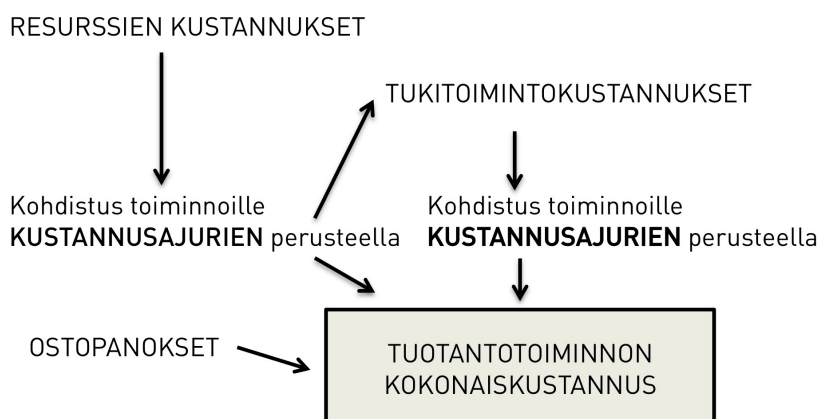 RESURSSIEN KUSTANNUKSET
TUKITOIMINTOKUSTANNUKSET
Kohdistus toiminnoille
KUSTANNUSAJURIEN perusteella
Kohdistus toiminnoille
KUSTANNUSAJURIEN perusteella
OSTOPANOKSET
TUOTANTOTOIMINNON
KOKONAISKUSTANNUS